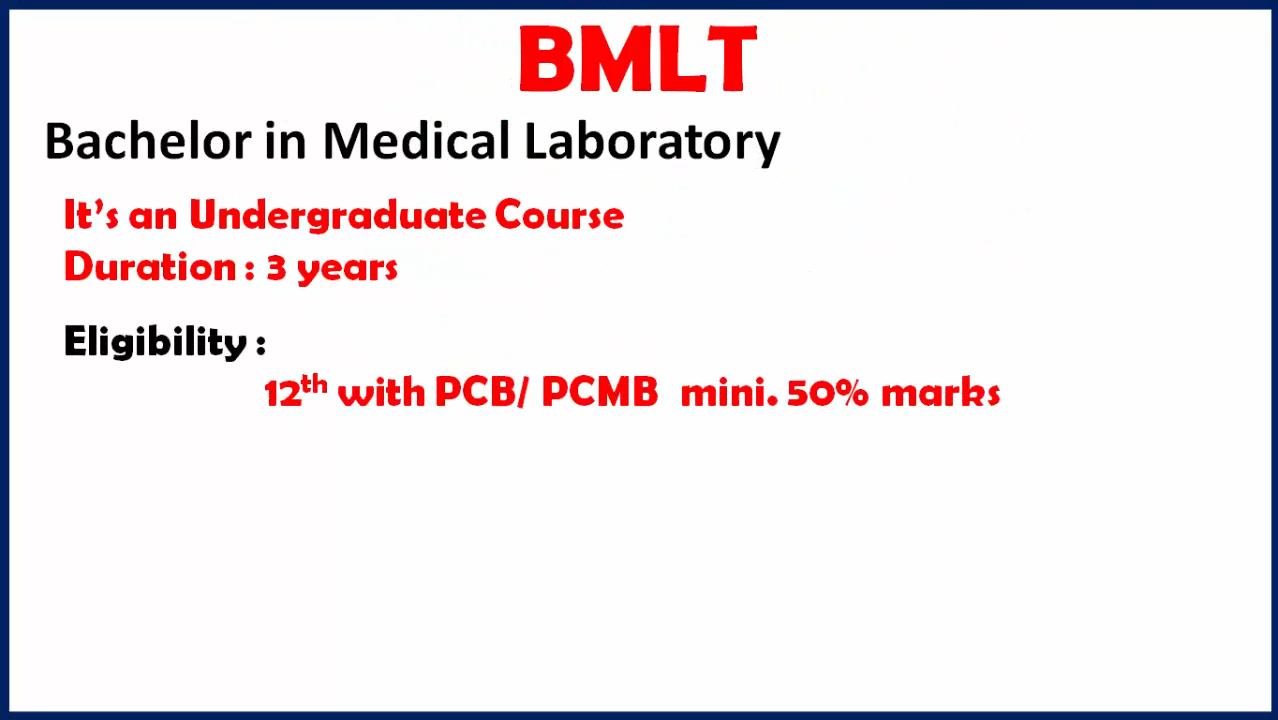 BMLT
Bachelor in Medical Laboratory
It's an Undergraduate Course
Duration : 3 years
Eligibility :
12th with PCB/ PCMB mini. 50% marks